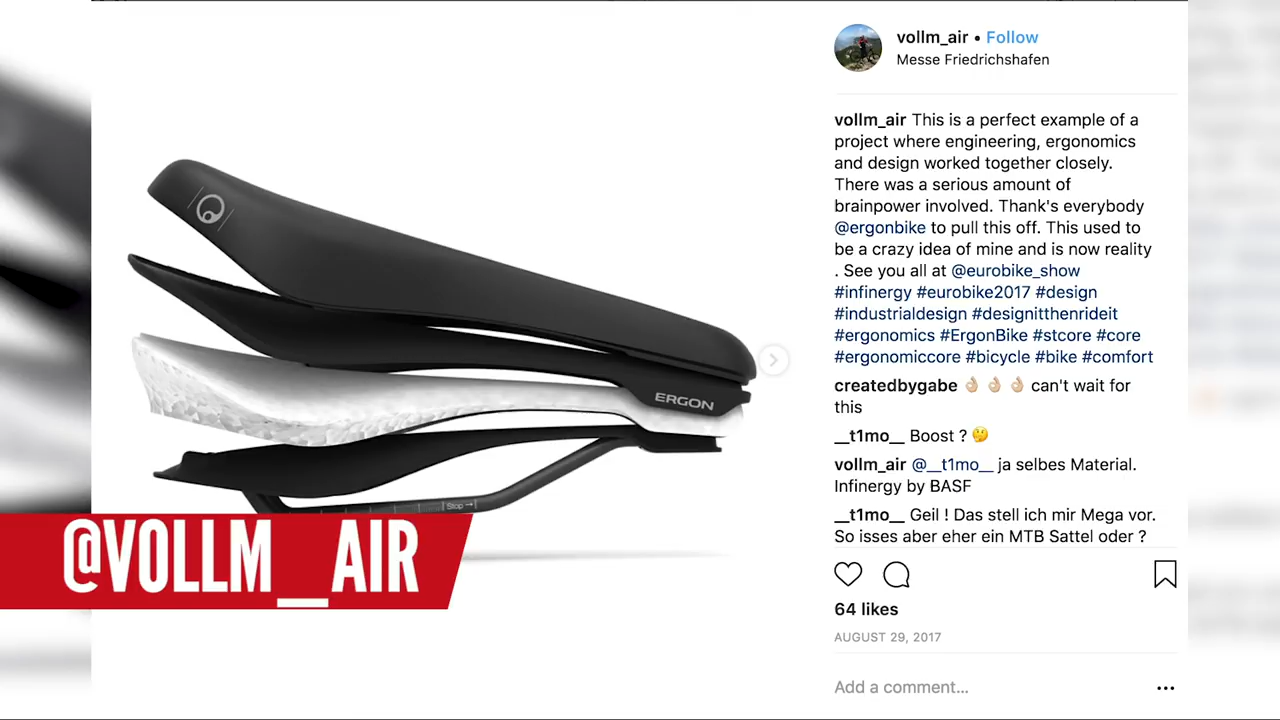 vollm_air • Follow
Messe Friedrichshafen
vollm_air This is a perfect example of a
project where engineering, ergonomics
and design worked together closely.
There was a serious amount of
brainpower involved. Thank's everybody
@ergonbike to pull this off. This used to
be a crazy idea of mine and is now reality
. See you all at @eurobike_show
#infinergy #eurobike2017 #design
#industrialdesign #designitthenrideit
#ergonomics #ErgonBike #stcore #core
#ergonomiccore #bicycle #bike #comfort
createdbygabe 👌🏼 👌🏼 👌🏼 can't wait for
this
__t1mo__ Boost ? 🤔
vollm_air @__t1mo__ ja selbes Material.
Infinergy by BASF
__t1mo__ Geil ! Das stell ich mir Mega vor.
So isses aber eher ein MTB Sattel oder ?
64 likes
AUGUST 29, 2017
Add a comment...
ERGON
Stop →
@VOLLM__AIR